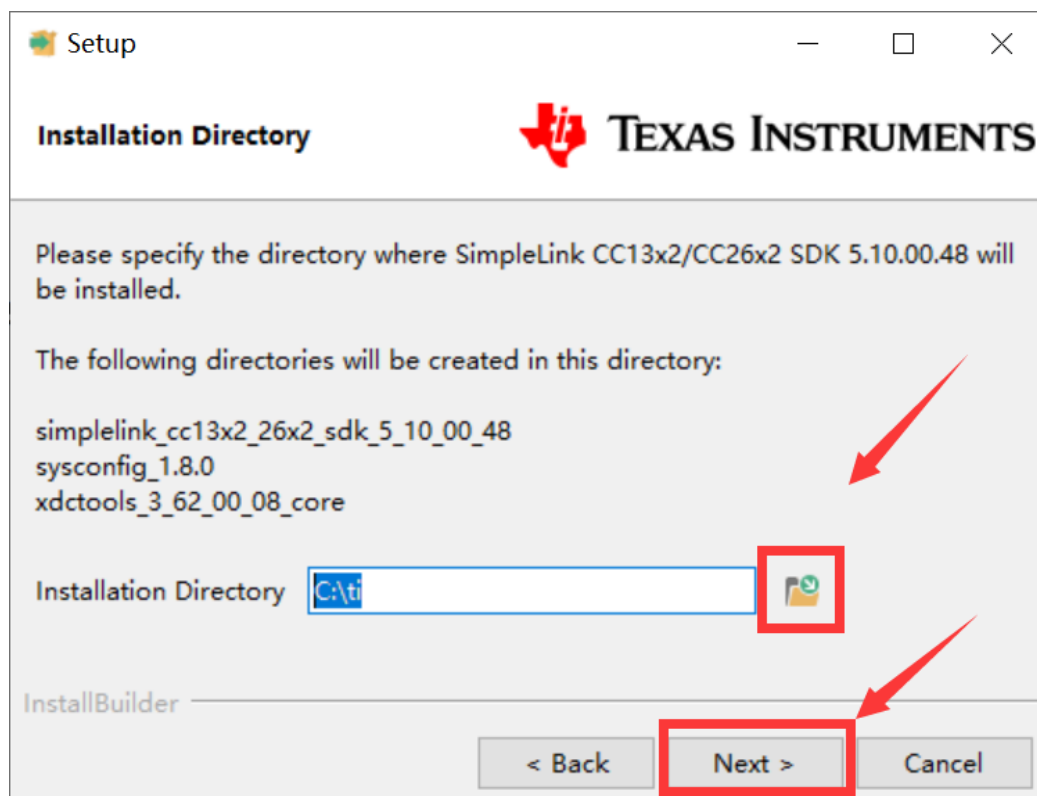 Setup
Installation Directory
TEXAS INSTRUMENTS
Please specify the directory where SimpleLink CC13x2/CC26x2 SDK 5.10.00.48 will
be installed.
The following directories will be created in this directory:
simplelink_cc13x2_26x2_sdk_5_10_00_48
sysconfig_1.8.0
xdctools_3_62_00_08_core
Installation Directory C:\ti
InstallBuilder
< Back Next > Cancel